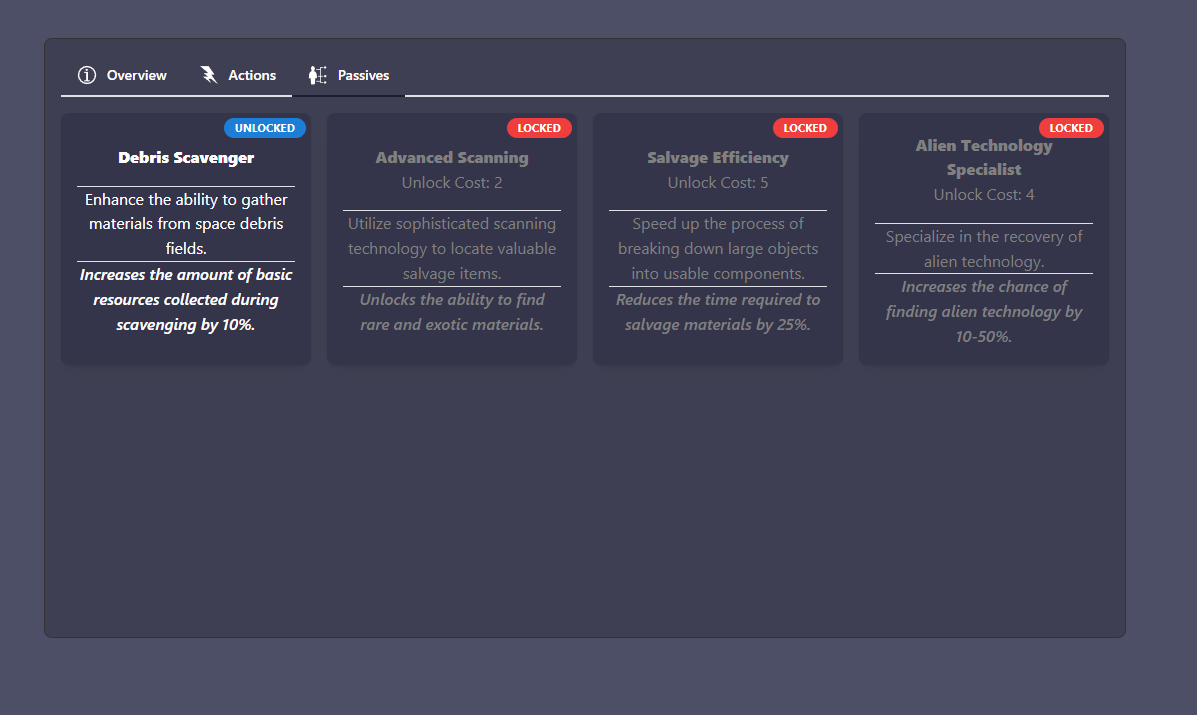 Overview
Actions
Passives
UNLOCKED
Debris Scavenger
Enhance the ability to gather
materials from space debris
fields.
Increases the amount of basic
resources collected during
scavenging by 10%.
LOCKED
Advanced Scanning
Unlock Cost: 2
Utilize sophisticated scanning
technology to locate valuable
salvage items.
Unlocks the ability to find
rare and exotic materials.
LOCKED
Salvage Efficiency
Unlock Cost: 5
Speed up the process of
breaking down large objects
into usable components.
Reduces the time required to
salvage materials by 25%.
LOCKED
Alien Technology
Specialist
Unlock Cost: 4
Specialize in the recovery of
alien technology.
Increases the chance of
finding alien technology by
10-50%.